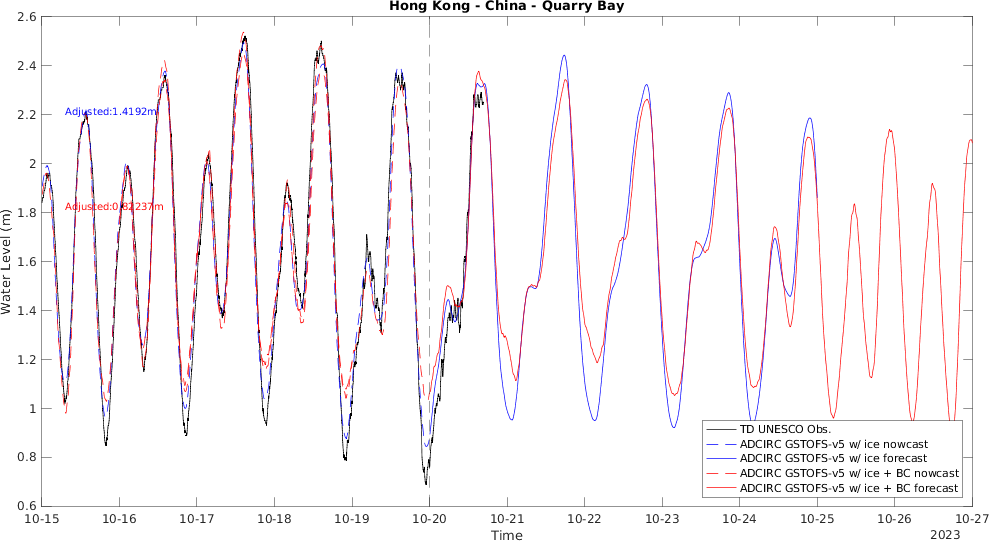 Hong Kong - China - Quarry Bay
2.6
2.4
2.2
2
1.8
1.6
1.4
1.2
1
0.8
0.6
Water Level (m)
Adjusted:1.4192m
Adjusted:0.82237m
TD UNESCO Obs.
ADCIRC GSTOFS-v5 w/ ice nowcast
ADCIRC GSTOFS-v5 w/ ice forecast
ADCIRC GSTOFS-v5 w/ ice + BC nowcast
ADCIRC GSTOFS-v5 w/ ice + BC forecast
10-15 10-16 10-17 10-18 10-19 10-20 10-21 10-22 10-23 10-24 10-25 10-26 10-27
Time
2023